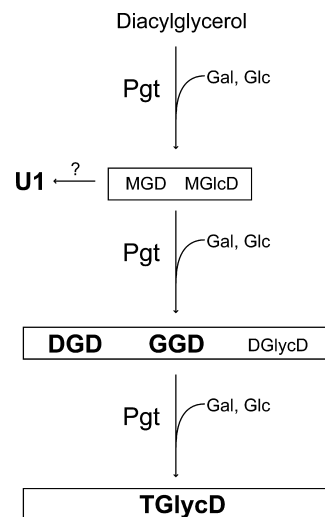 Diacylglycerol
Pgt
Gal, Glc
?
U1
MGD MGlcD
Pgt
Gal, Glc
DGD GGD DGlycD
Pgt
Gal, Glc
TGlycD